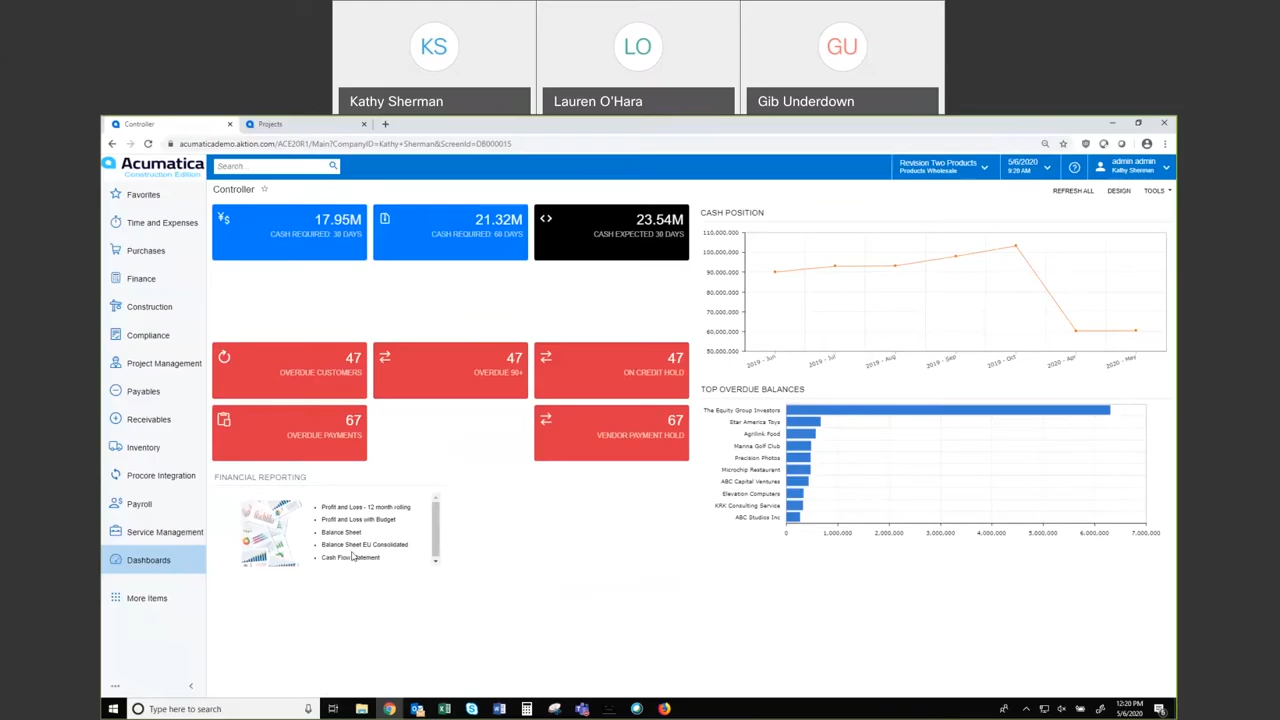 KS
LO
GU
Kathy Sherman
Lauren O'Hara
Gib Underdown
Controller
Projects
acumaticademo.aktion.com/ACE20R1/Main?CompanyID=Kathy+Sherman&ScreenId=DB000015
Acumatica
Construction Edition
Search...
Revision Two Products
Products Wholesale
5/6/2020
9:20 AM
admin admin
Kathy Sherman
Controller
REFRESH ALL
DESIGN
TOOLS
Favorites
Time and Expenses
Purchases
Finance
Construction
Compliance
Project Management
Payables
Receivables
Inventory
Procore Integration
Payroll
Service Management
Dashboards
More Items
17.95M
CASH REQUIRED: 30 DAYS
21.32M
CASH REQUIRED: 60 DAYS
23.54M
CASH EXPECTED 30 DAYS
47
OVERDUE CUSTOMERS
47
OVERDUE 90+
47
ON CREDIT HOLD
67
OVERDUE PAYMENTS
67
VENDOR PAYMENT HOLD
FINANCIAL REPORTING
Profit and Loss - 12 month rolling
Profit and Loss with Budget
Balance Sheet
Balance Sheet EU Consolidated
Cash Flow Statement
CASH POSITION
110,000,000
100,000,000
90,000,000
80,000,000
70,000,000
60,000,000
50,000,000
2019 - Jun
2019 - Jul
2019 - Aug
2019 - Sep
2019 - Oct
2020 - Apr
2020 - May
TOP OVERDUE BALANCES
The Equity Group Investors
Star America Toys
Agrilink Food
Marina Golf Club
Precision Photos
Microchip Restaurant
ABC Capital Ventures
Elevation Computers
KRK Consulting Service
ABC Studios Inc
0
1,000,000
2,000,000
3,000,000
4,000,000
5,000,000
6,000,000
7,000,000
Type here to search
12:20 PM
5/6/2020